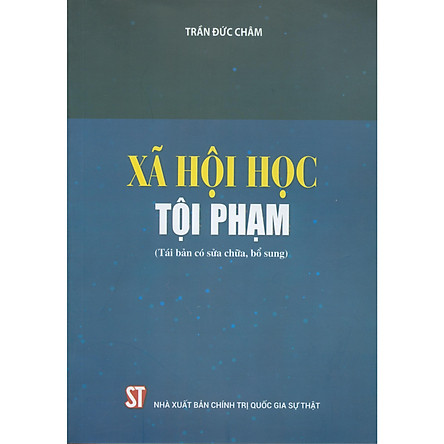 TRẦN ĐỨC CHÂM
XÃ HỘI HỌC
TỘI PHẠM
(Tái bản có sửa chữa, bổ sung)
ST
NHÀ XUẤT BẢN CHÍNH TRỊ QUỐC GIA SỰ THẬT